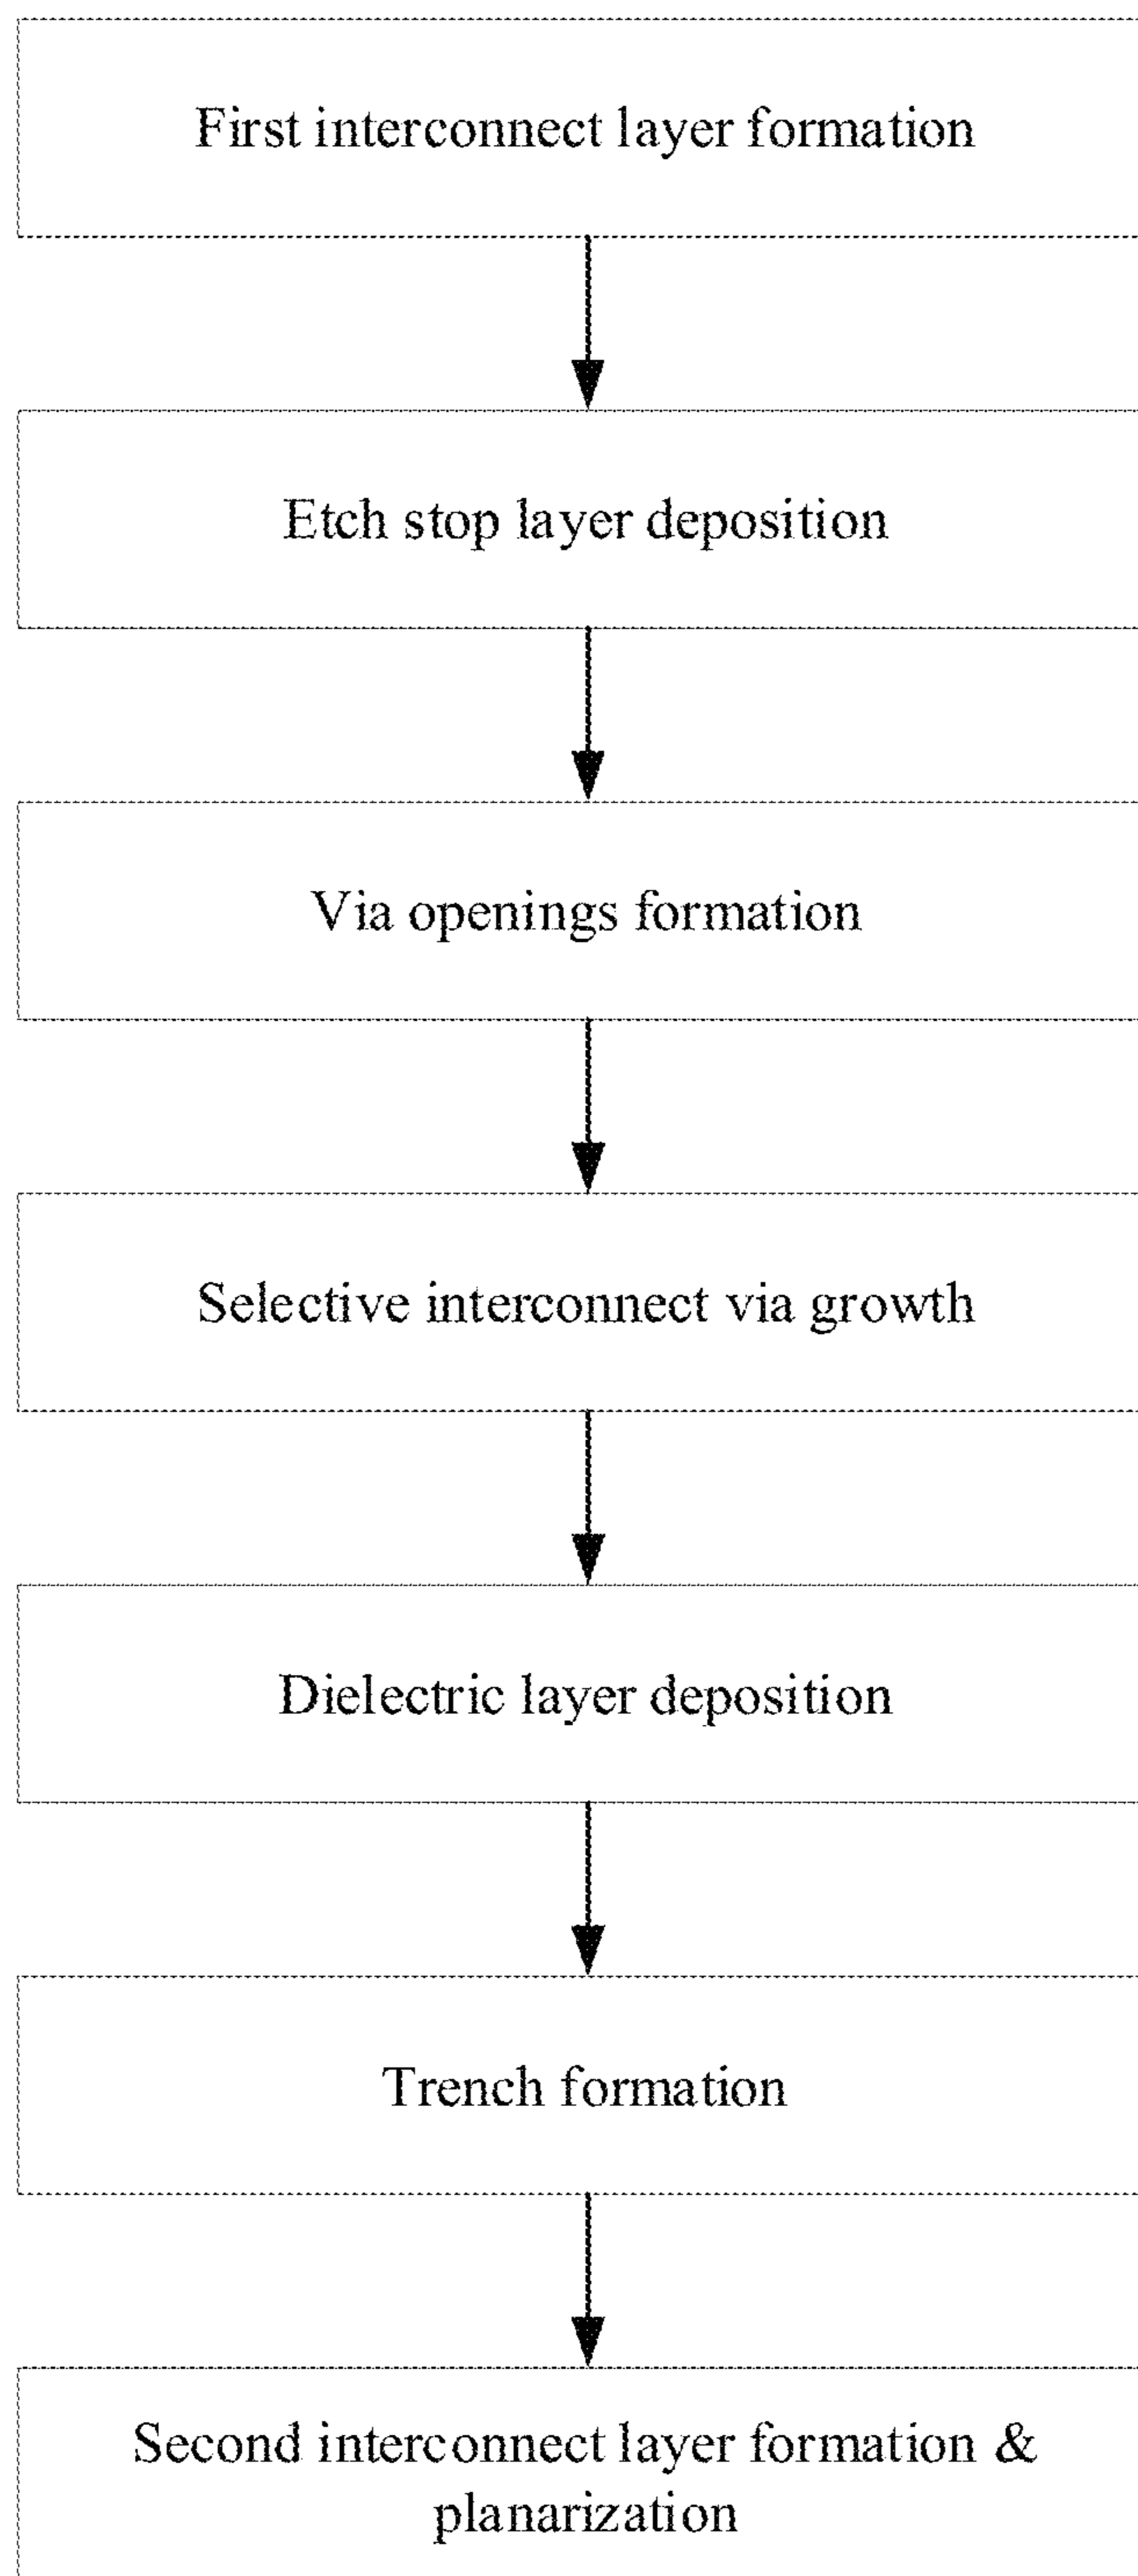 First interconnect layer formation
Etch stop layer deposition
Via openings formation
Selective interconnect via growth
Dielectric layer deposition
Trench formation
Second interconnect layer formation &
planarization